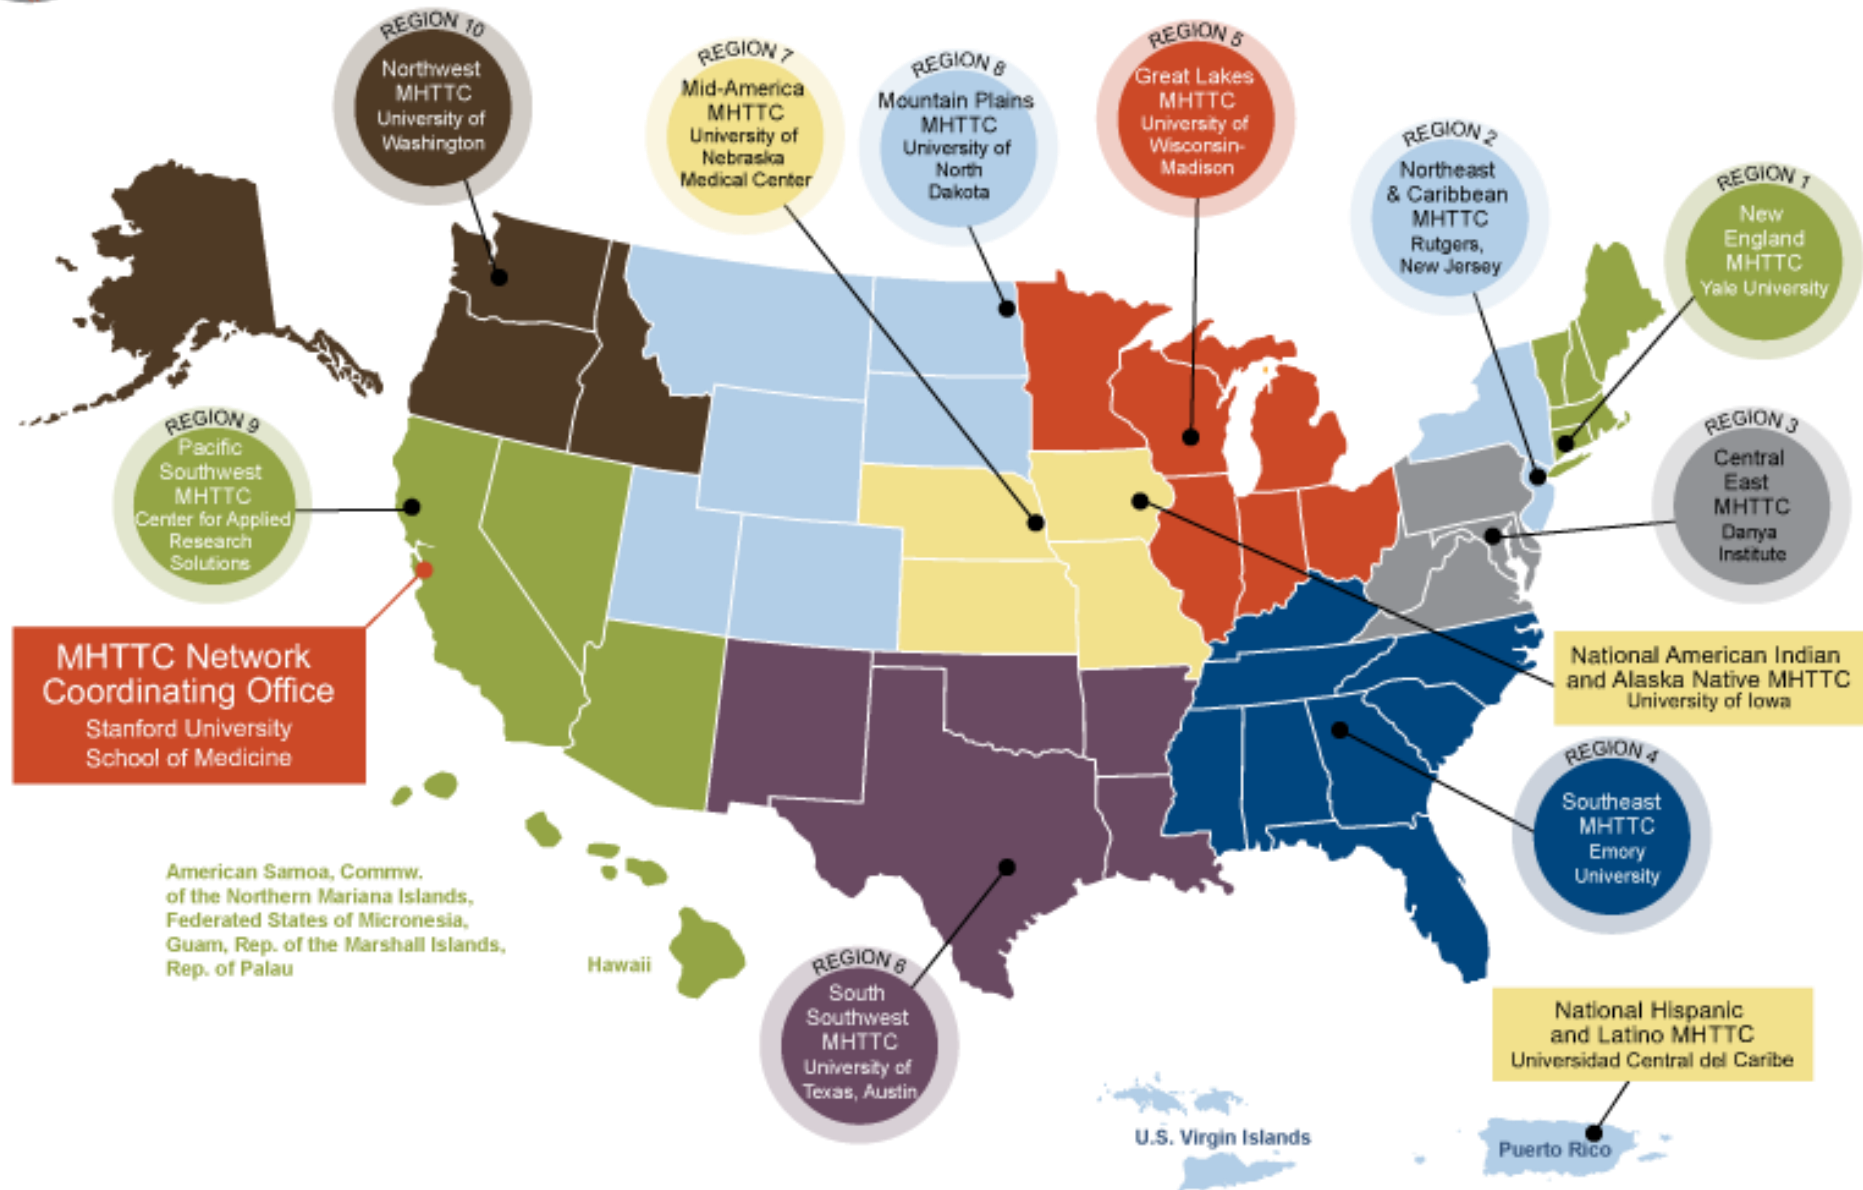 REGION 10
Northwest
MHTTC
University of
Washington
REGION 7
Mid-America
MHTTC
University of
Nebraska
Medical Center
REGION 8
Mountain Plains
MHTTC
University of
North
Dakota
REGION 5
Great Lakes
MHTTC
University of
Wisconsin-
Madison
REGION 2
Northeast
& Caribbean
MHTTC
Rutgers,
New Jersey
REGION 1
New
England
MHTTC
Yale University
REGION 9
Pacific
Southwest
MHTTC
Center for Applied
Research
Solutions
REGION 3
Central
East
MHTTC
Danya
Institute
MHTTC Network
Coordinating Office
Stanford University
School of Medicine
National American Indian
and Alaska Native MHTTC
University of Iowa
REGION 4
Southeast
MHTTC
Emory
University
American Samoa, Commw.
of the Northern Mariana Islands,
Federated States of Micronesia,
Guam, Rep. of the Marshall Islands,
Rep. of Palau
Hawaii
REGION 6
South
Southwest
MHTTC
University of
Texas, Austin
National Hispanic
and Latino MHTTC
Universidad Central del Caribe
U.S. Virgin Islands
Puerto Rico